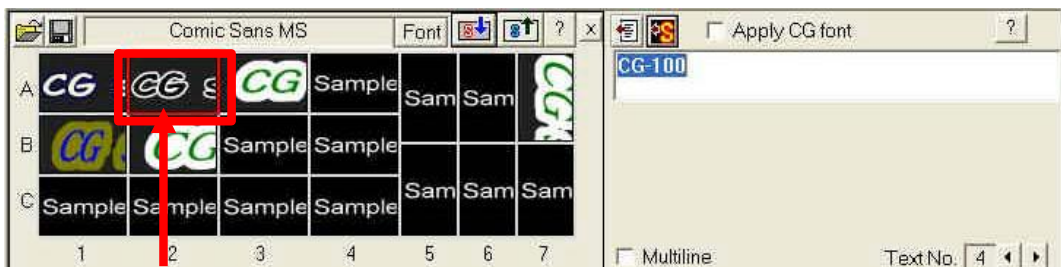 Comic Sans MS Font S S ? x S Apply CG font ?
A CG s CG S CG Sample Sam Sam CG CG-100
B CG CG Sample Sample
C Sample Sample Sample Sample Sam Sam Sam
1 2 3 4 5 6 7 Multiline Text No. 4